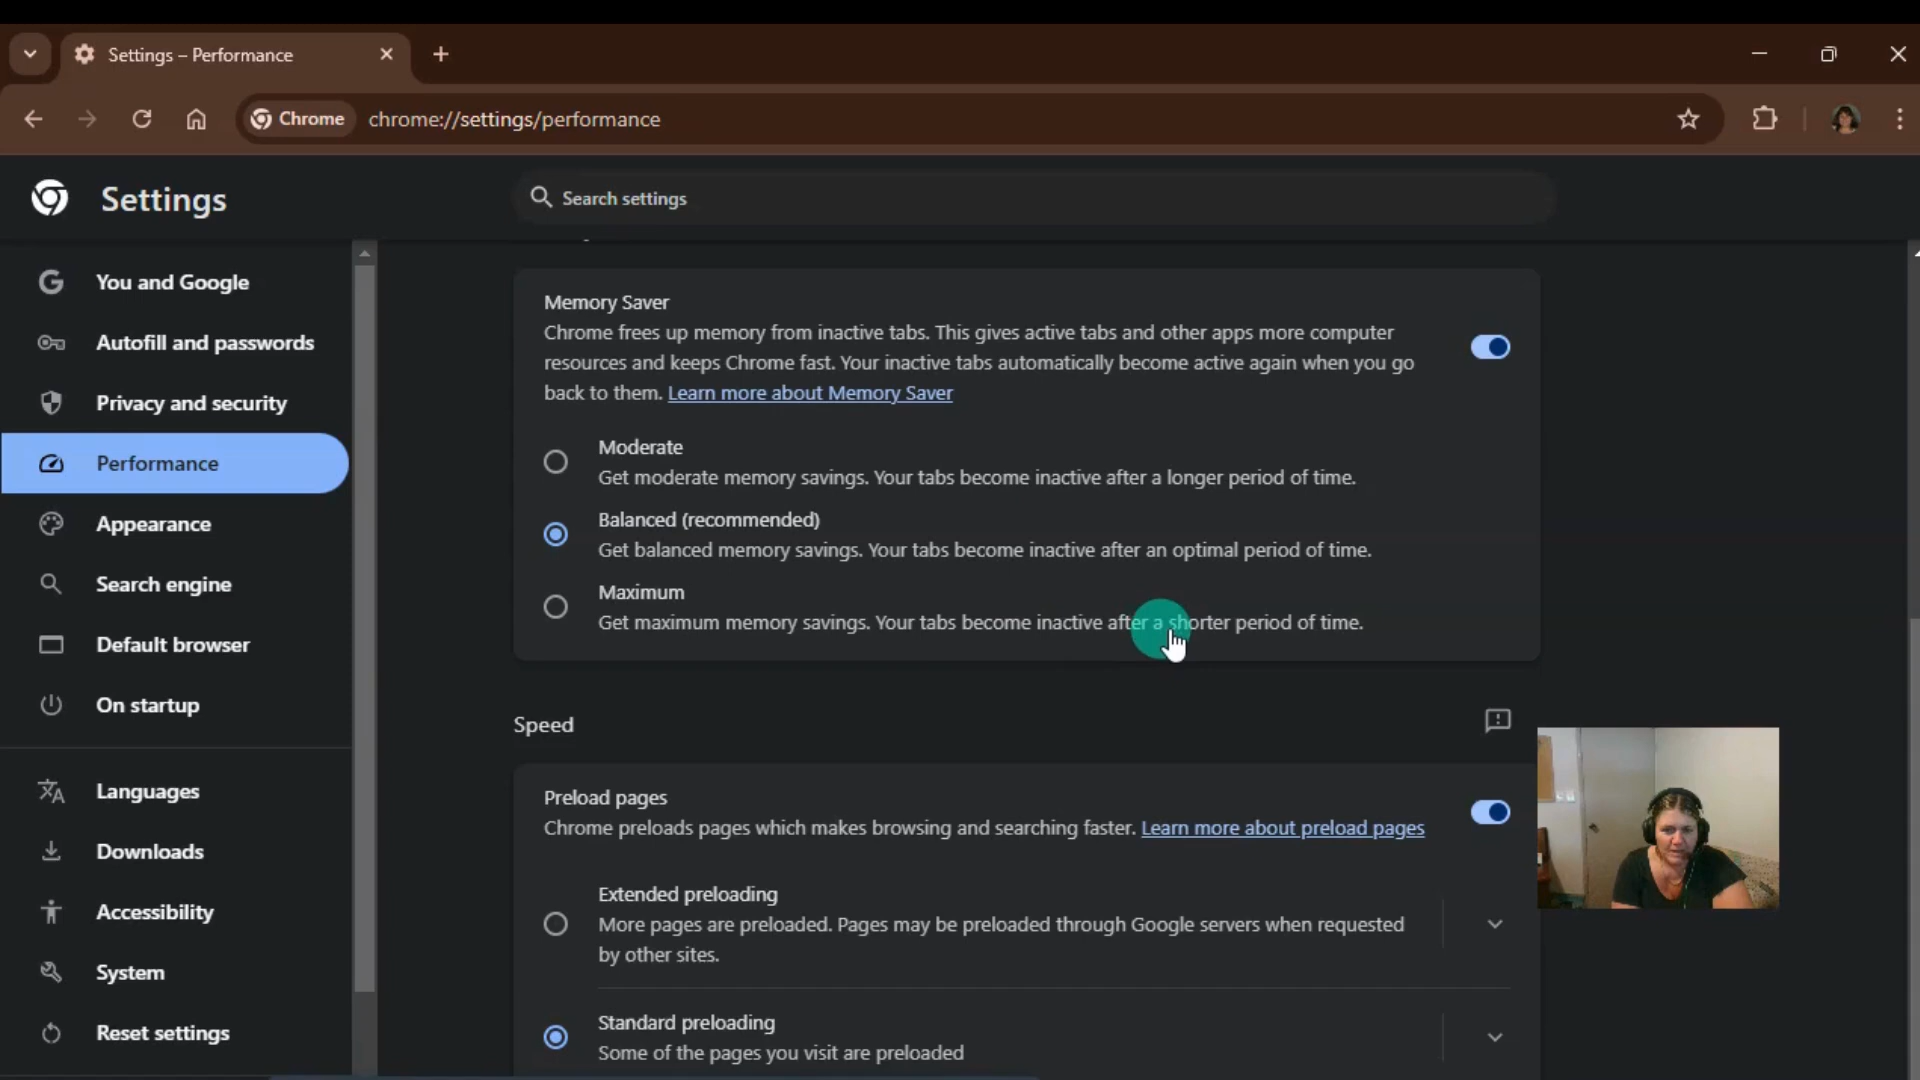 Settings – Performance
Chrome
chrome://settings/performance
Settings
Search settings
You and Google
Autofill and passwords
Privacy and security
Performance
Appearance
Search engine
Default browser
On startup
Languages
Downloads
Accessibility
System
Reset settings
Memory Saver
Chrome frees up memory from inactive tabs. This gives active tabs and other apps more computer
resources and keeps Chrome fast. Your inactive tabs automatically become active again when you go
back to them. Learn more about Memory Saver
Moderate
Get moderate memory savings. Your tabs become inactive after a longer period of time.
Balanced (recommended)
Get balanced memory savings. Your tabs become inactive after an optimal period of time.
Maximum
Get maximum memory savings. Your tabs become inactive after a shorter period of time.
Speed
Preload pages
Chrome preloads pages which makes browsing and searching faster. Learn more about preload pages
Extended preloading
More pages are preloaded. Pages may be preloaded through Google servers when requested
by other sites.
Standard preloading
Some of the pages you visit are preloaded